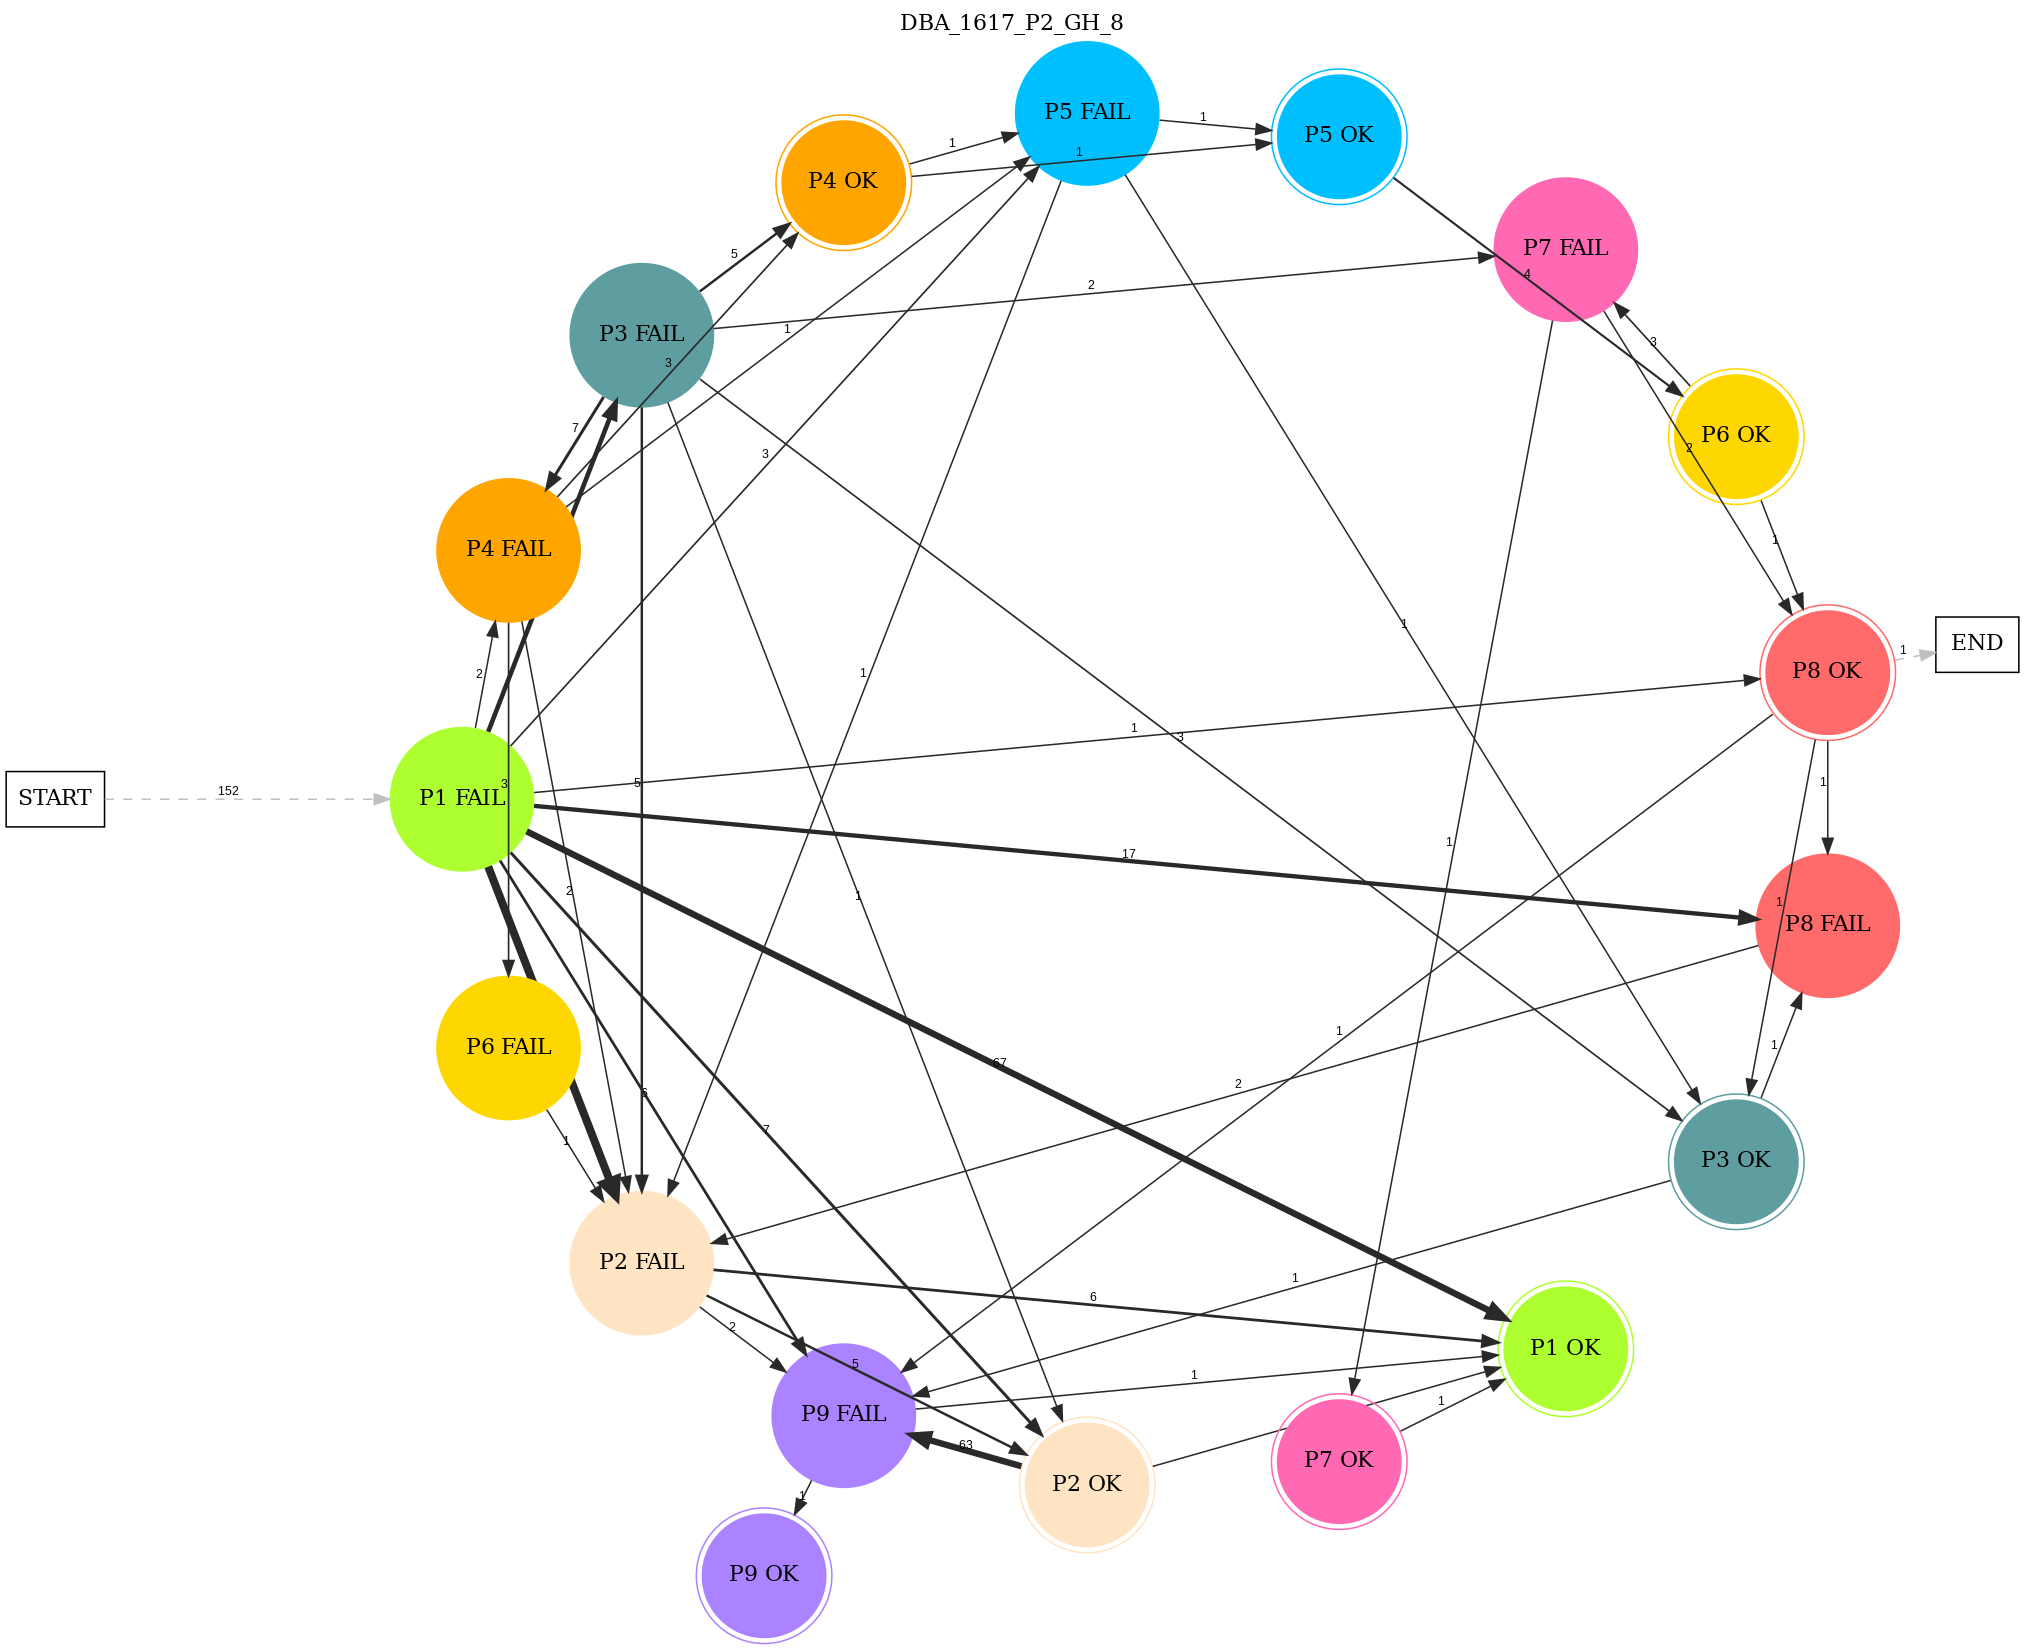 DBA_1617_P2_GH_8
P5 FAIL
1
P5 OK
1
1
P4 OK
P7 FAIL
5
4
2
P3 FAIL
1
3
3
7
P6 OK
2
3
P4 FAIL
1
1
END
1
P8 OK
2
1
1
3
1
START
152
P1 FAIL
3
5
1
17
1
2
1
1
P8 FAIL
P6 FAIL
1
1
67
2
6
7
1
P3 OK
P2 FAIL
1
6
2
5
1
P1 OK
1
P9 FAIL
63
P7 OK
P2 OK
1
P9 OK